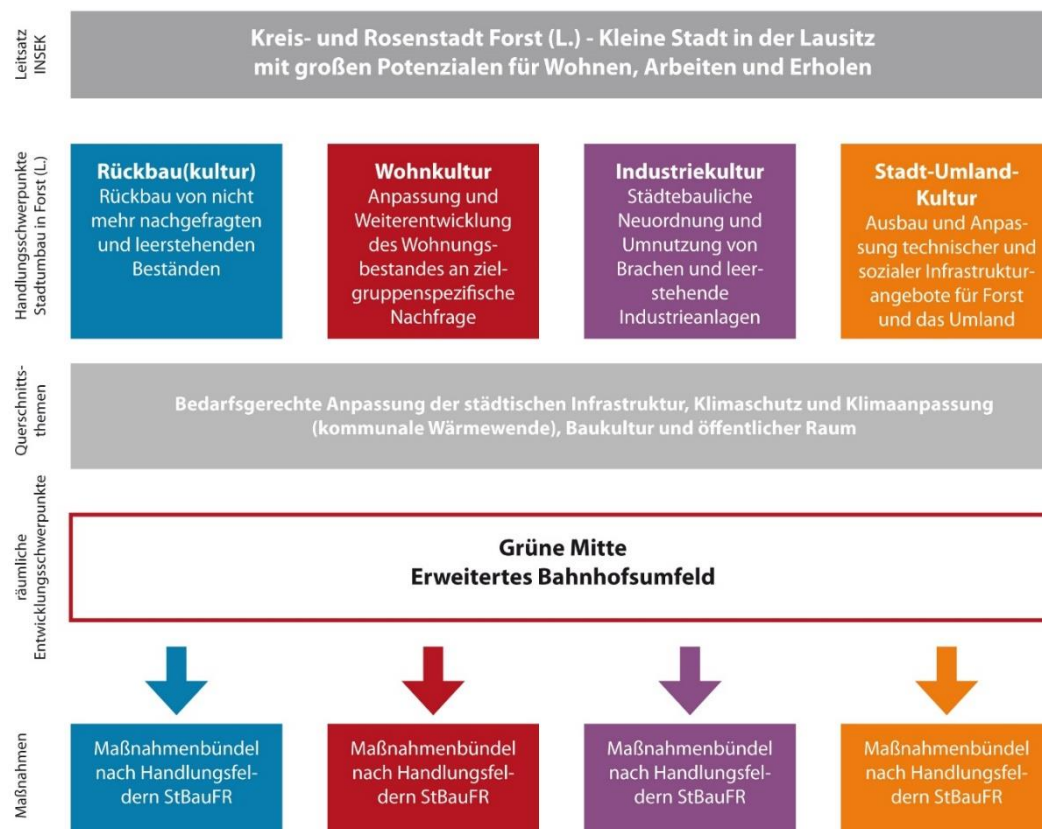 Leitsatz
INSEK
Kreis- und Rosenstadt Forst (L.) - Kleine Stadt in der Lausitz
mit großen Potenzialen für Wohnen, Arbeiten und Erholen
Handlungsschwerpunkte
Stadtumbau in Forst (L.)
Rückbau(kultur)
Rückbau von nicht
mehr nachgefragten
und leerstehenden
Beständen
Wohnkultur
Anpassung und
Weiterentwicklung
des Wohnungs-
bestandes an ziel-
gruppenspezifische
Nachfrage
Industriekultur
Städtebauliche
Neuordnung und
Umnutzung von
Brachen und leer-
stehende
Industrieanlagen
Stadt-Umland-
Kultur
Ausbau und Anpas-
sung technischer und
sozialer Infrastruktur-
angebote für Forst
und das Umland
Querschnitts-
themen
Bedarfsgerechte Anpassung der städtischen Infrastruktur, Klimaschutz und Klimaanpassung
(kommunale Wärmewende), Baukultur und öffentlicher Raum
räumliche
Entwicklungsschwerpunkte
Grüne Mitte
Erweitertes Bahnhofsumfeld
Maßnahmen
Maßnahmenbündel
nach Handlungsfel-
dern StBauFR
Maßnahmenbündel
nach Handlungsfel-
dern StBauFR
Maßnahmenbündel
nach Handlungsfel-
dern StBauFR
Maßnahmenbündel
nach Handlungsfel-
dern StBauFR